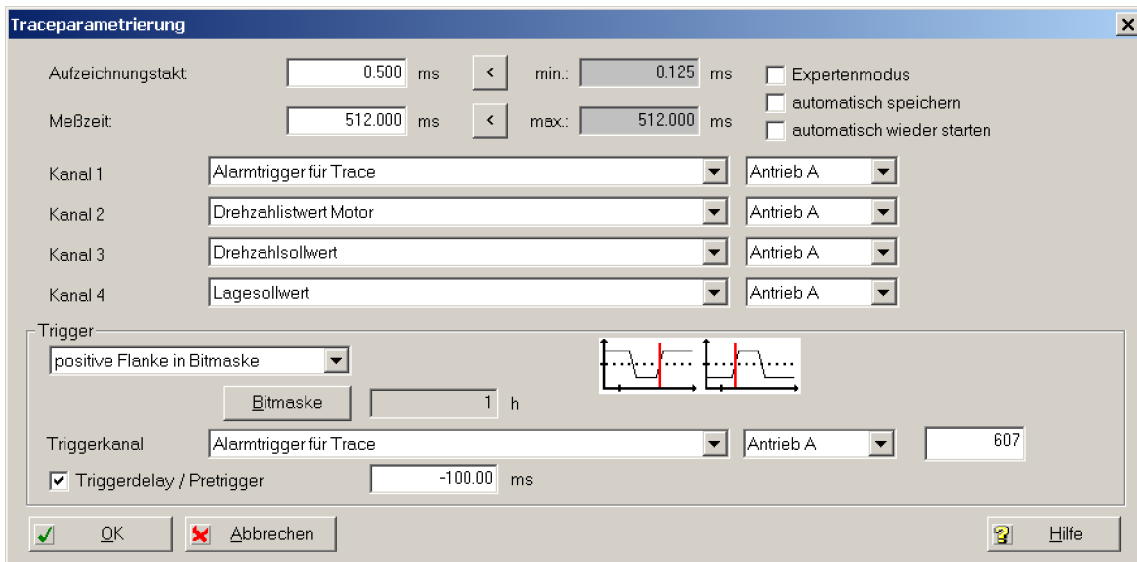 Traceparametrierung
Aufzeichnungstakt: 0.500 ms < min.: 0.125 ms Expertenmodus
automatisch speichern
Meßzeit: 512.000 ms < max.: 512.000 ms automatisch wieder starten
Kanal 1 Alarmtrigger für Trace Antrieb A
Kanal 2 Drehzahlistwert Motor Antrieb A
Kanal 3 Drehzahlsollwert Antrieb A
Kanal 4 Lagesollwert Antrieb A
Trigger
positive Flanke in Bitmaske
Bitmaske 1 h
Triggerkanal Alarmtrigger für Trace Antrieb A 607
Triggerdelay / Pretrigger -100.00 ms
OK Abbrechen Hilfe